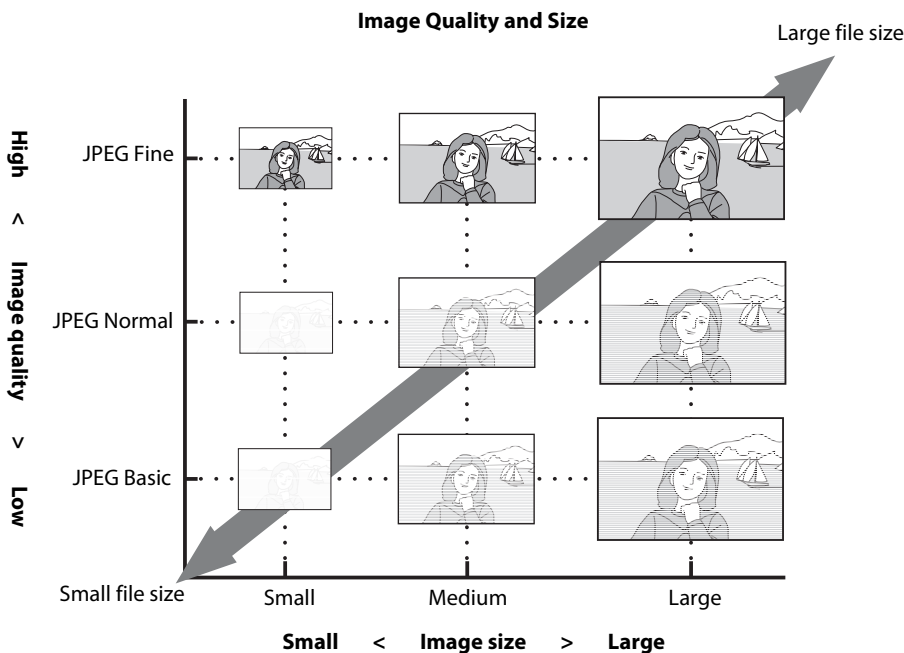 Image Quality and Size
Large file size
High < Image quality > Low
JPEG Fine
JPEG Normal
JPEG Basic
Small file size
Small
Medium
Large
Small < Image size > Large